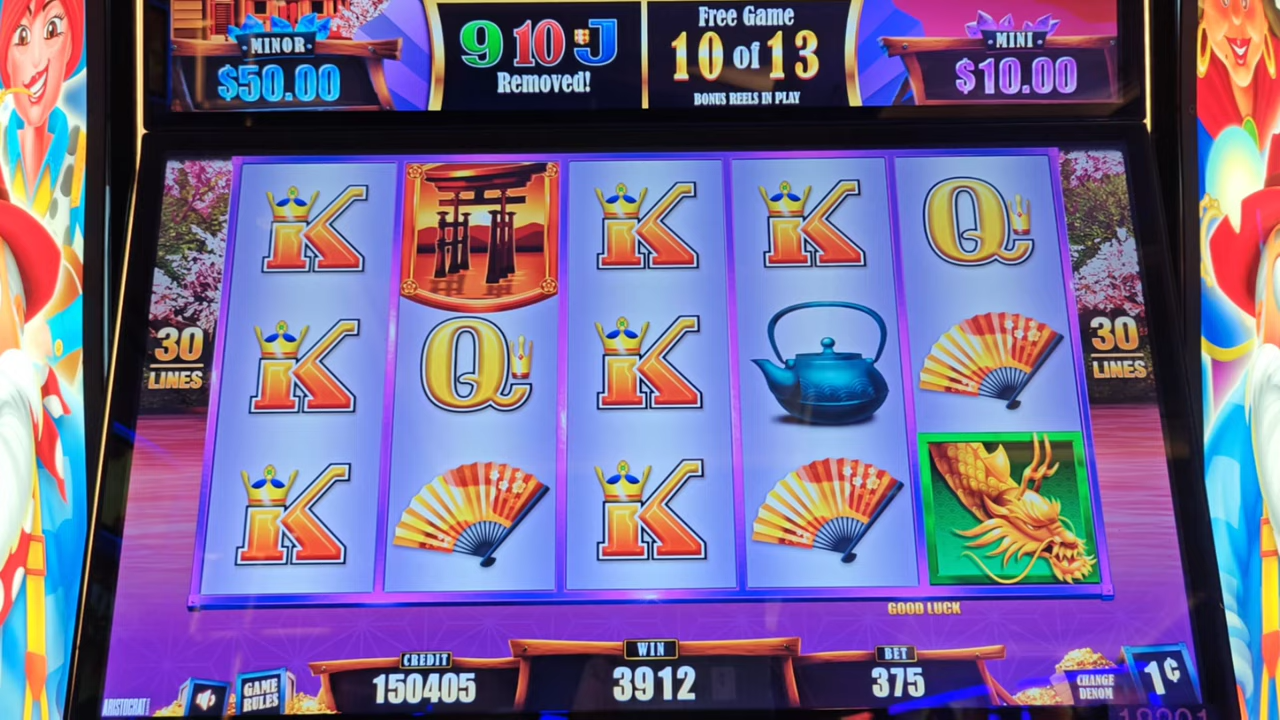 MINOR
$50.00
9 10 J
Removed!
Free Game
10 of 13
BONUS REELS IN PLAY
MINI
$10.00
K
K
K
K
Q
30
LINES
K
Q
K
30
LINES
K
K
GOOD LUCK
CREDIT
150405
WIN
3912
BET
375
ARISTOCRAT
GAME
RULES
CHANGE
DENOM
1¢